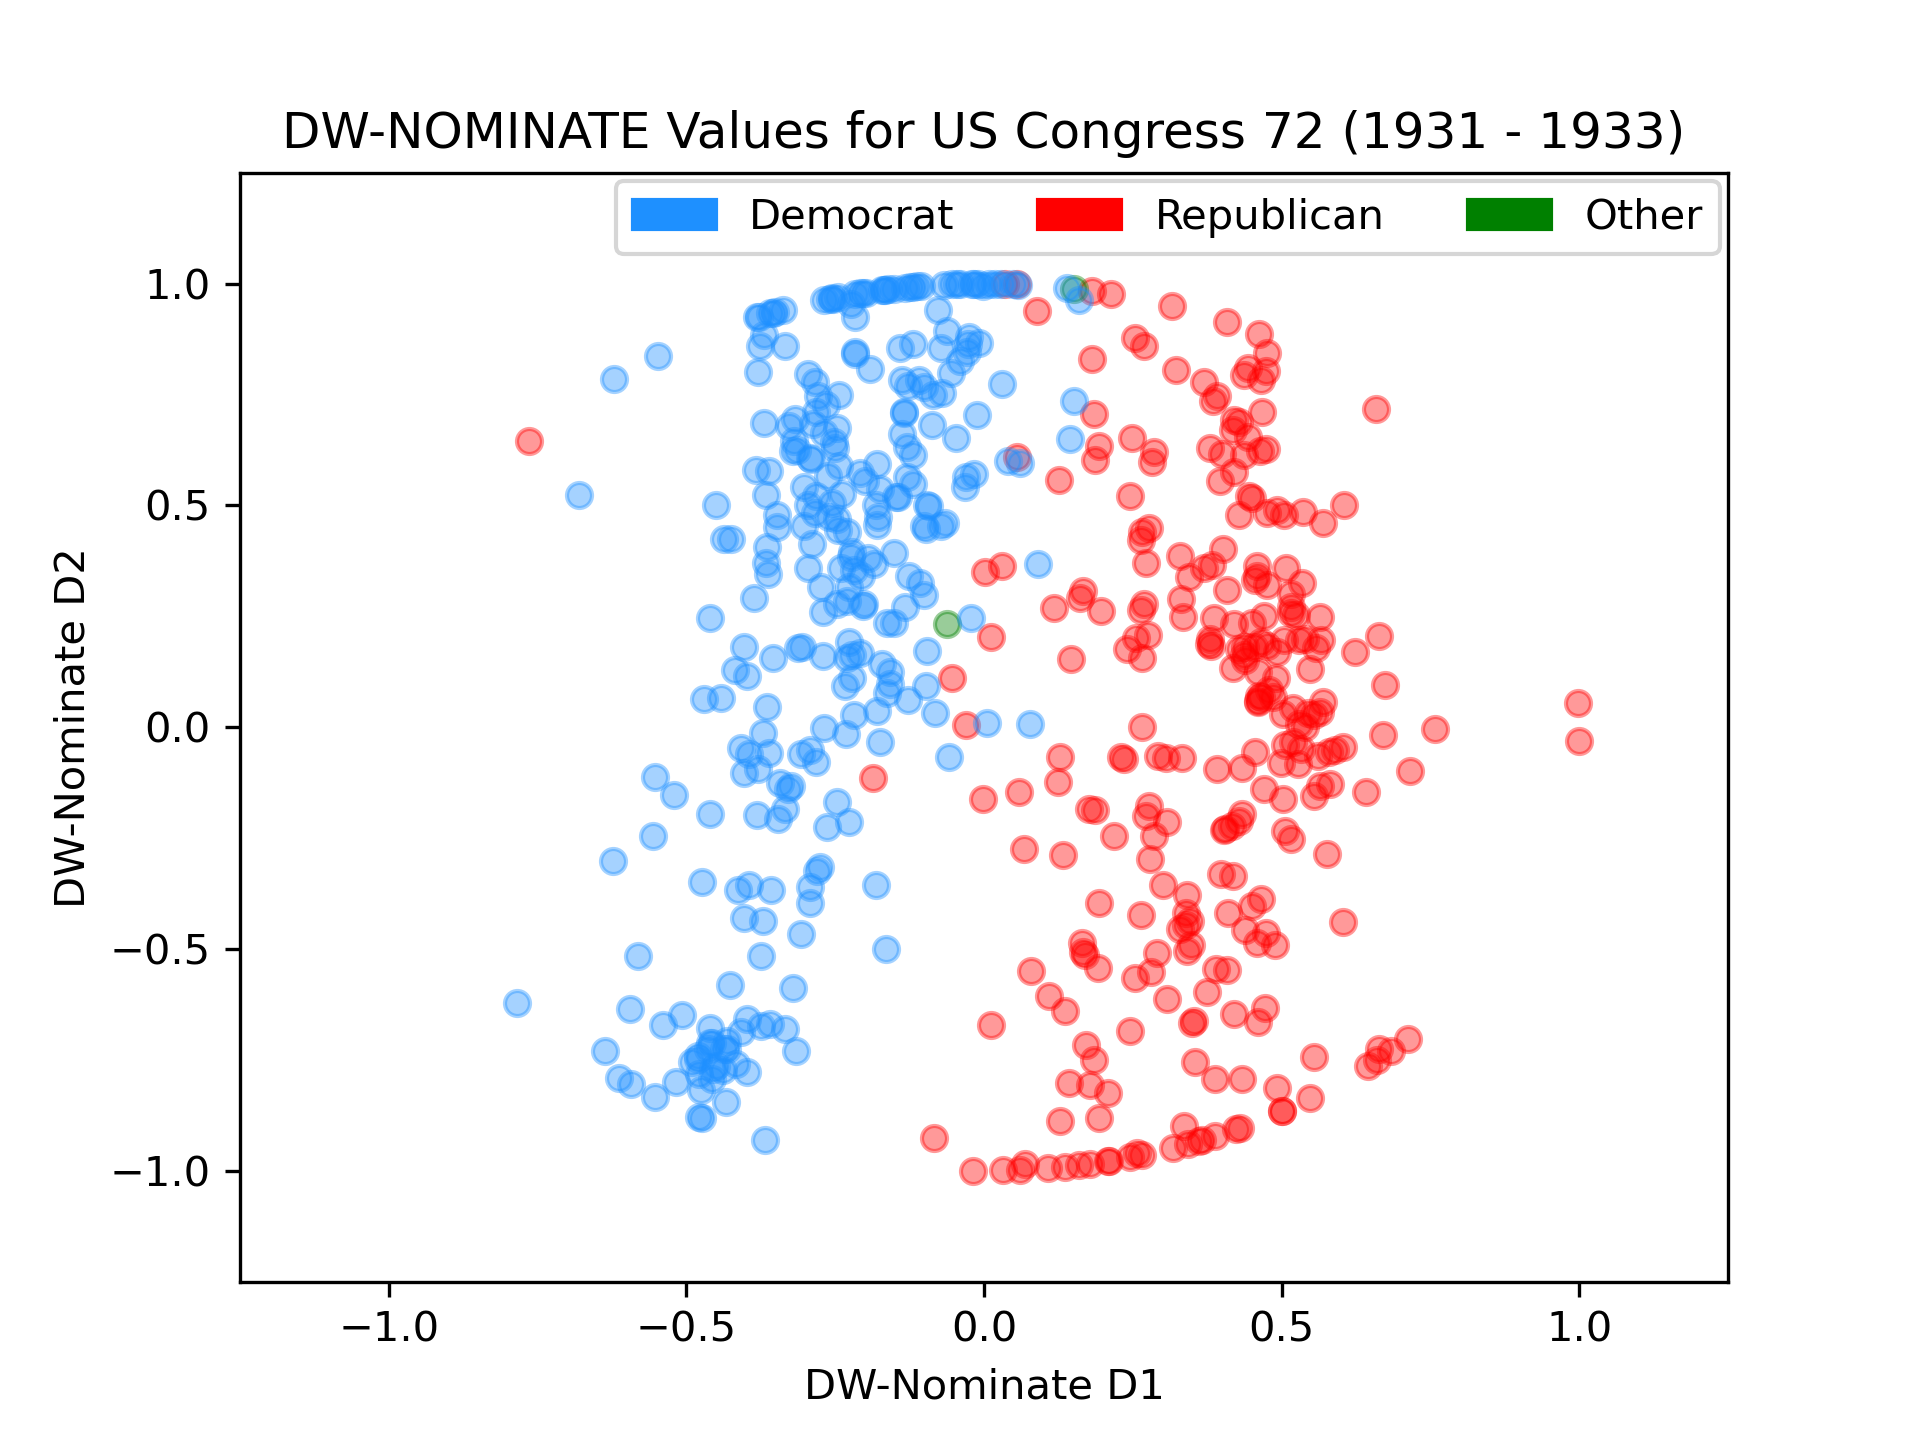 DW-NOMINATE Values for US Congress 72 (1931 - 1933)
Democrat Republican Other
1.0
0.5
0.0
−0.5
−1.0
DW-Nominate D2
−1.0 −0.5 0.0 0.5 1.0
DW-Nominate D1